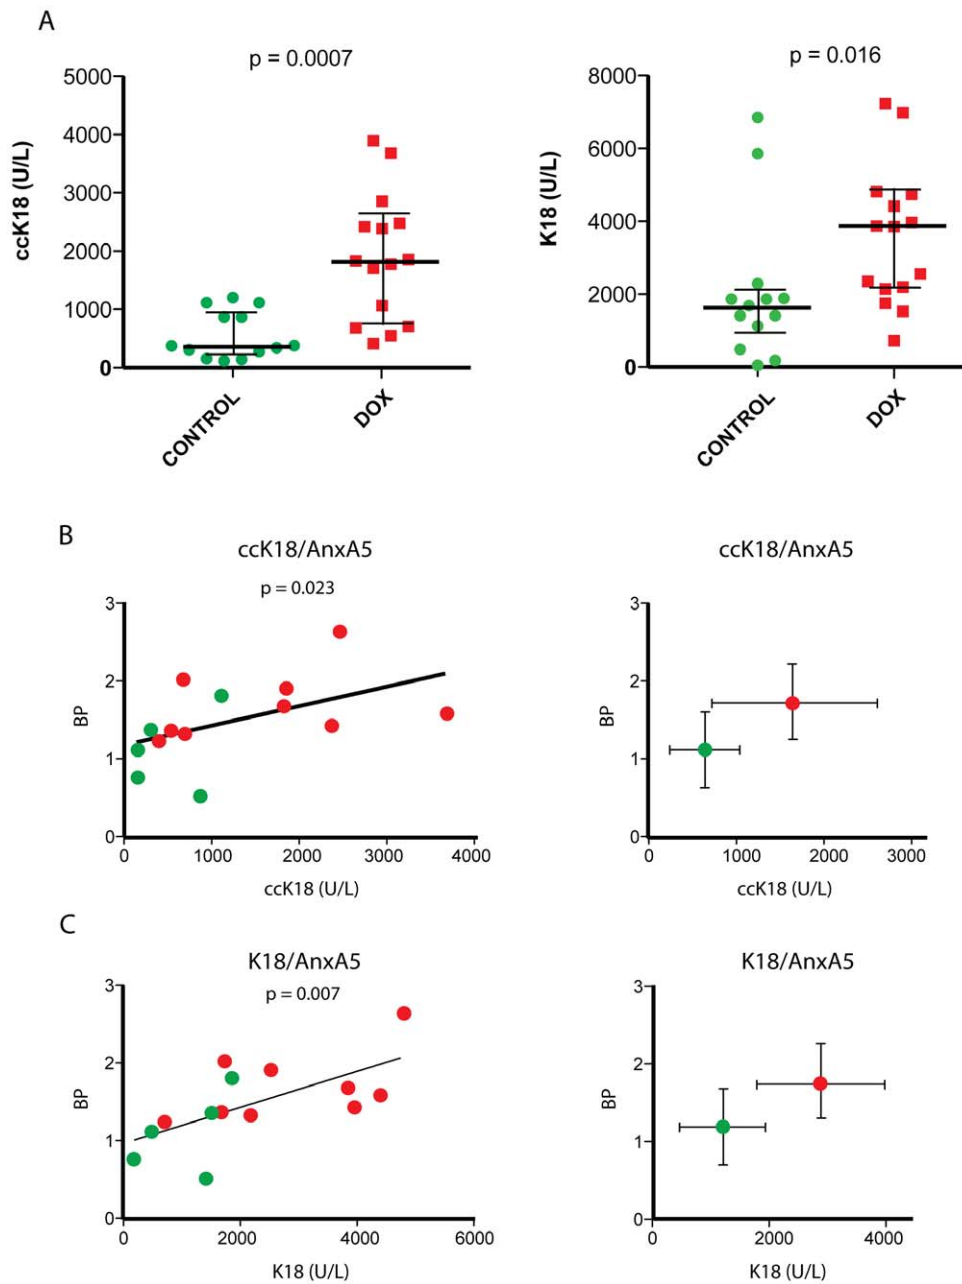 A
p = 0.0007
5000
4000
3000
2000
1000
0
ccK18 (U/L)
CONTROL
DOX
p = 0.016
8000
6000
4000
2000
0
K18 (U/L)
CONTROL
DOX
B
ccK18/AnxA5
p = 0.023
3
2
1
0
BP
0 1000 2000 3000 4000
ccK18 (U/L)
ccK18/AnxA5
3
2
1
0
BP
0 1000 2000 3000
ccK18 (U/L)
C
K18/AnxA5
p = 0.007
3
2
1
0
BP
0 2000 4000 6000
K18 (U/L)
K18/AnxA5
3
2
1
0
BP
0 2000 4000
K18 (U/L)